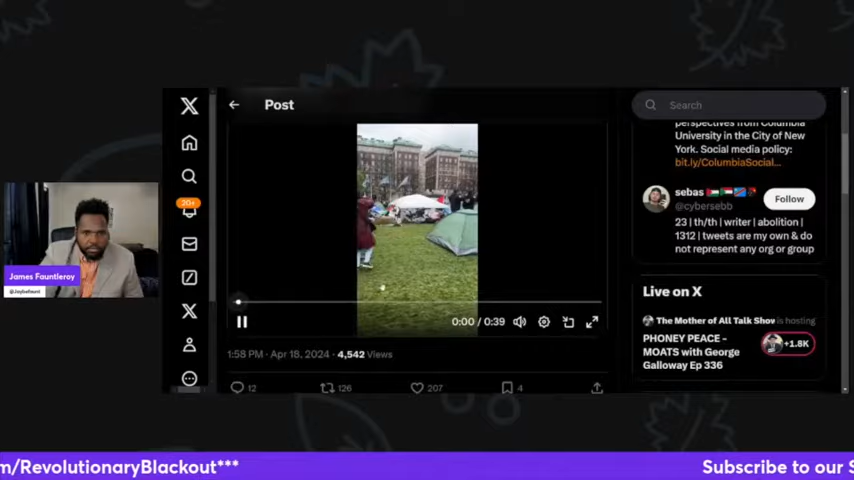 Post
Search
perspectives from Columbia
University in the City of New
York. Social media policy:
bit.ly/ColumbiaSocial...
20+
sebas
@cybersebb
Follow
23 | th/th | writer | abolition |
1312 | tweets are my own & do
not represent any org or group
James Fauntleroy
Live on X
The Mother of All Talk Show is hosting
PHONEY PEACE -
MOATS with George
Galloway Ep 336
+1.8K
0:00 / 0:39
1:58 PM · Apr 18, 2024 · 4,542 Views
12
126
207
4
m/RevolutionaryBlackout***
Subscribe to our S